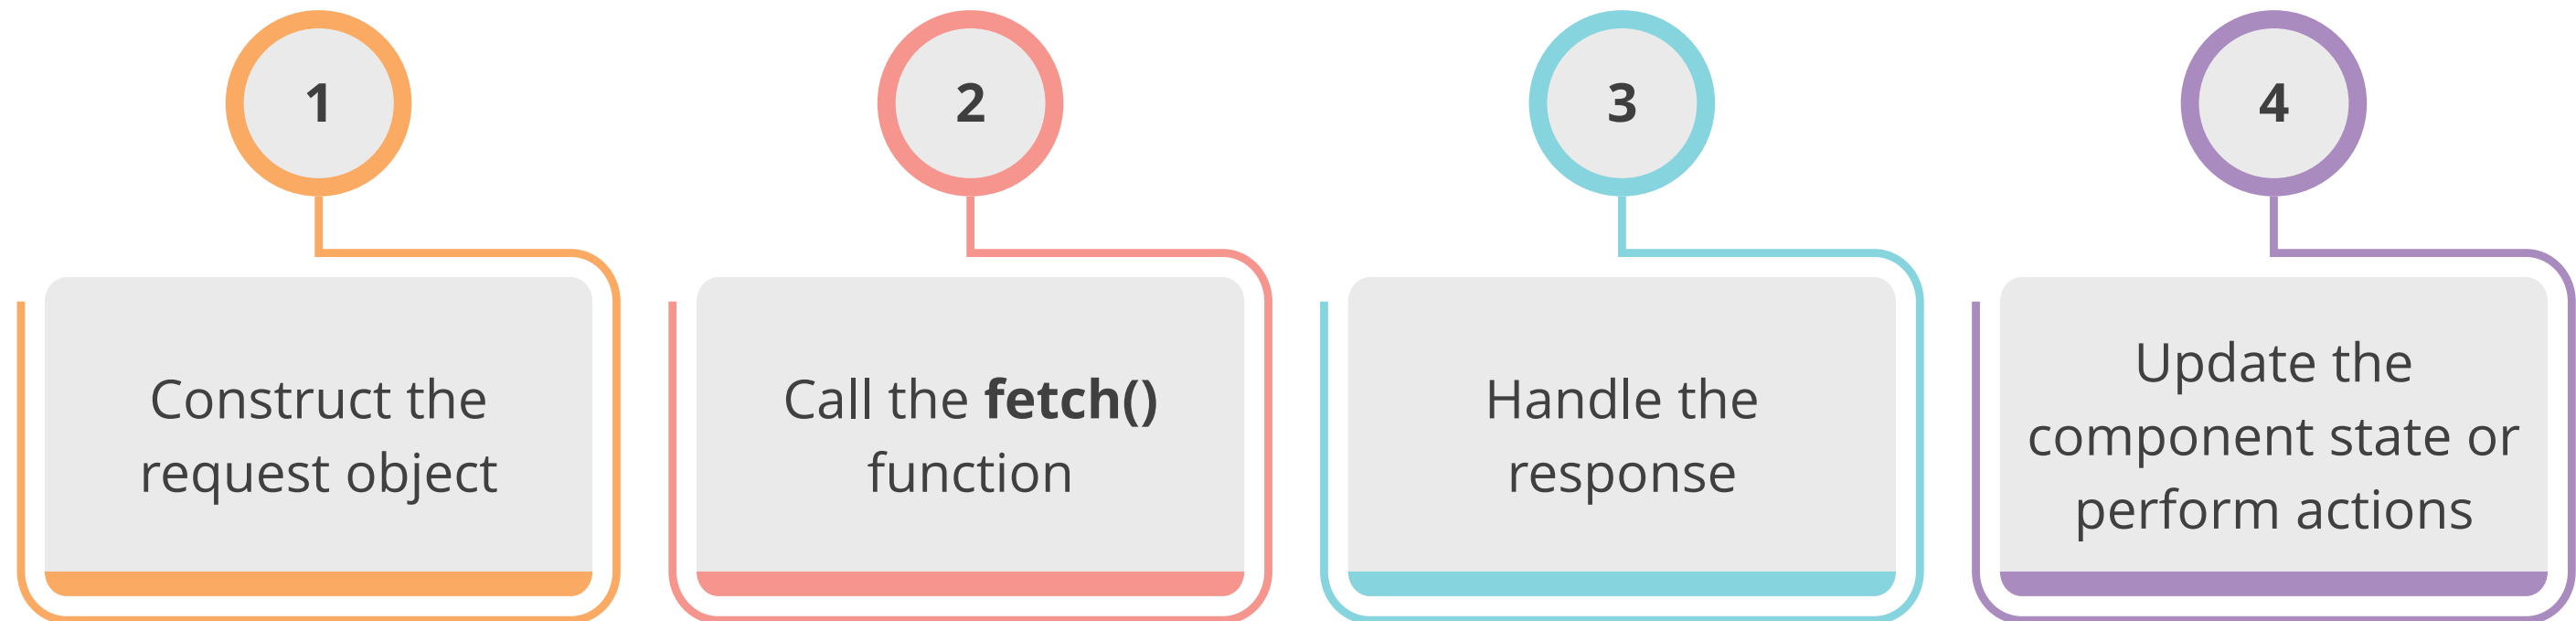 1
Construct the
request object
2
Call the fetch()
function
3
Handle the
response
4
Update the
component state or
perform actions